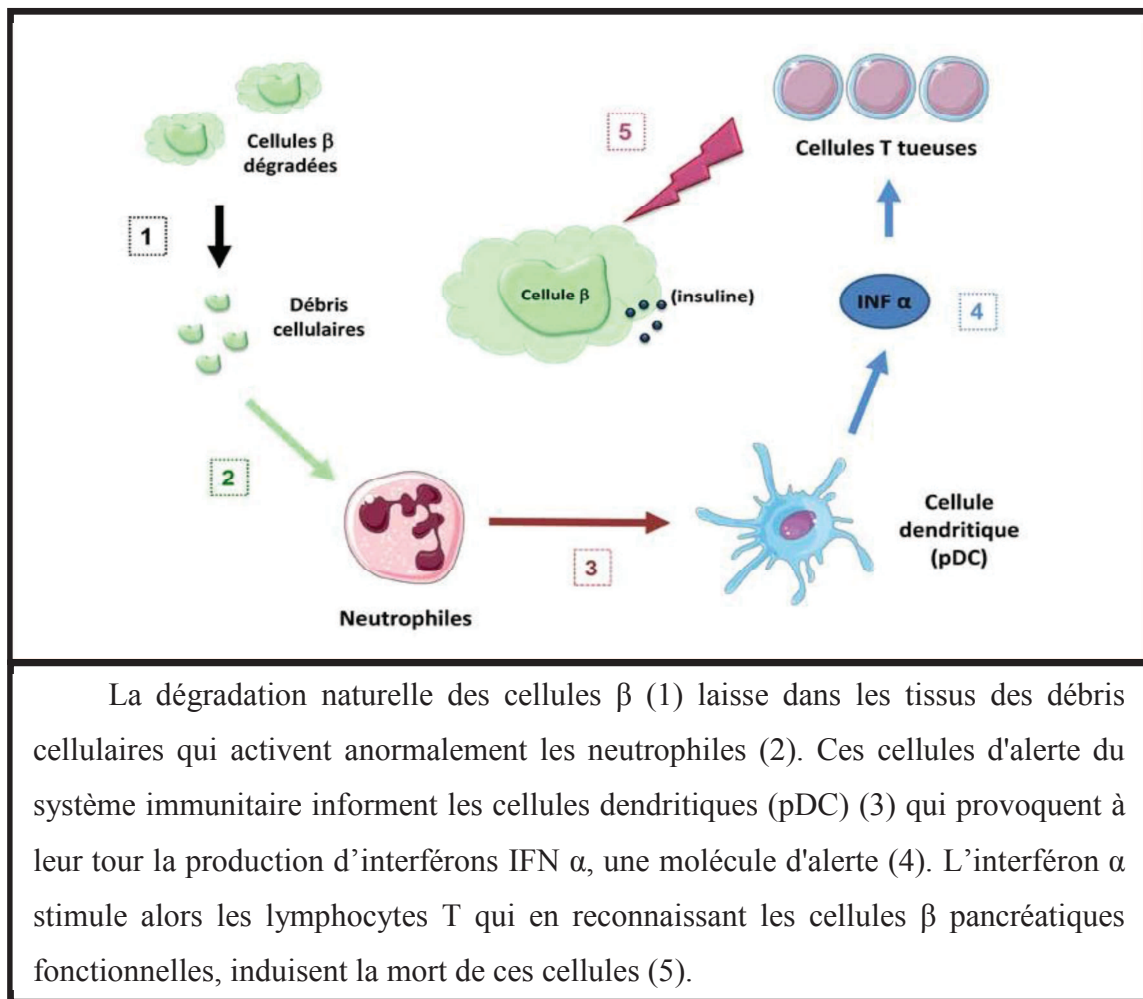 Cellules β
dégradées
1
Débris
cellulaires
2
Neutrophiles
3
Cellule
dendritique
(pDC)
INF α
4
Cellules T tueuses
5
Cellule β
(insuline)
La dégradation naturelle des cellules β (1) laisse dans les tissus des débris
cellulaires qui activent anormalement les neutrophiles (2). Ces cellules d'alerte du
système immunitaire informent les cellules dendritiques (pDC) (3) qui provoquent à
leur tour la production d’interférons IFN α, une molécule d'alerte (4). L’interféron α
stimule alors les lymphocytes T qui en reconnaissant les cellules β pancréatiques
fonctionnelles, induisent la mort de ces cellules (5).